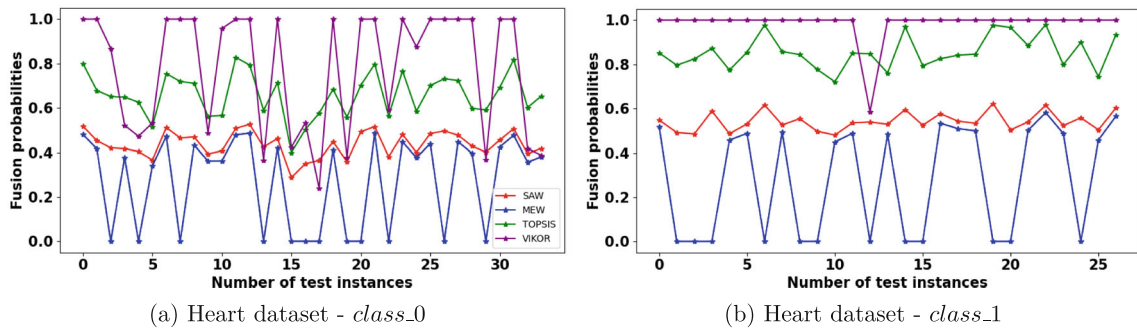 Fusion probabilities
1.0
0.8
0.6
0.4
0.2
0.0
SAW
MEW
TOPSIS
VIKOR
0 5 10 15 20 25 30
Number of test instances
(a) Heart dataset - class_0
Fusion probabilities
1.0
0.8
0.6
0.4
0.2
0.0
0 5 10 15 20 25
Number of test instances
(b) Heart dataset - class_1